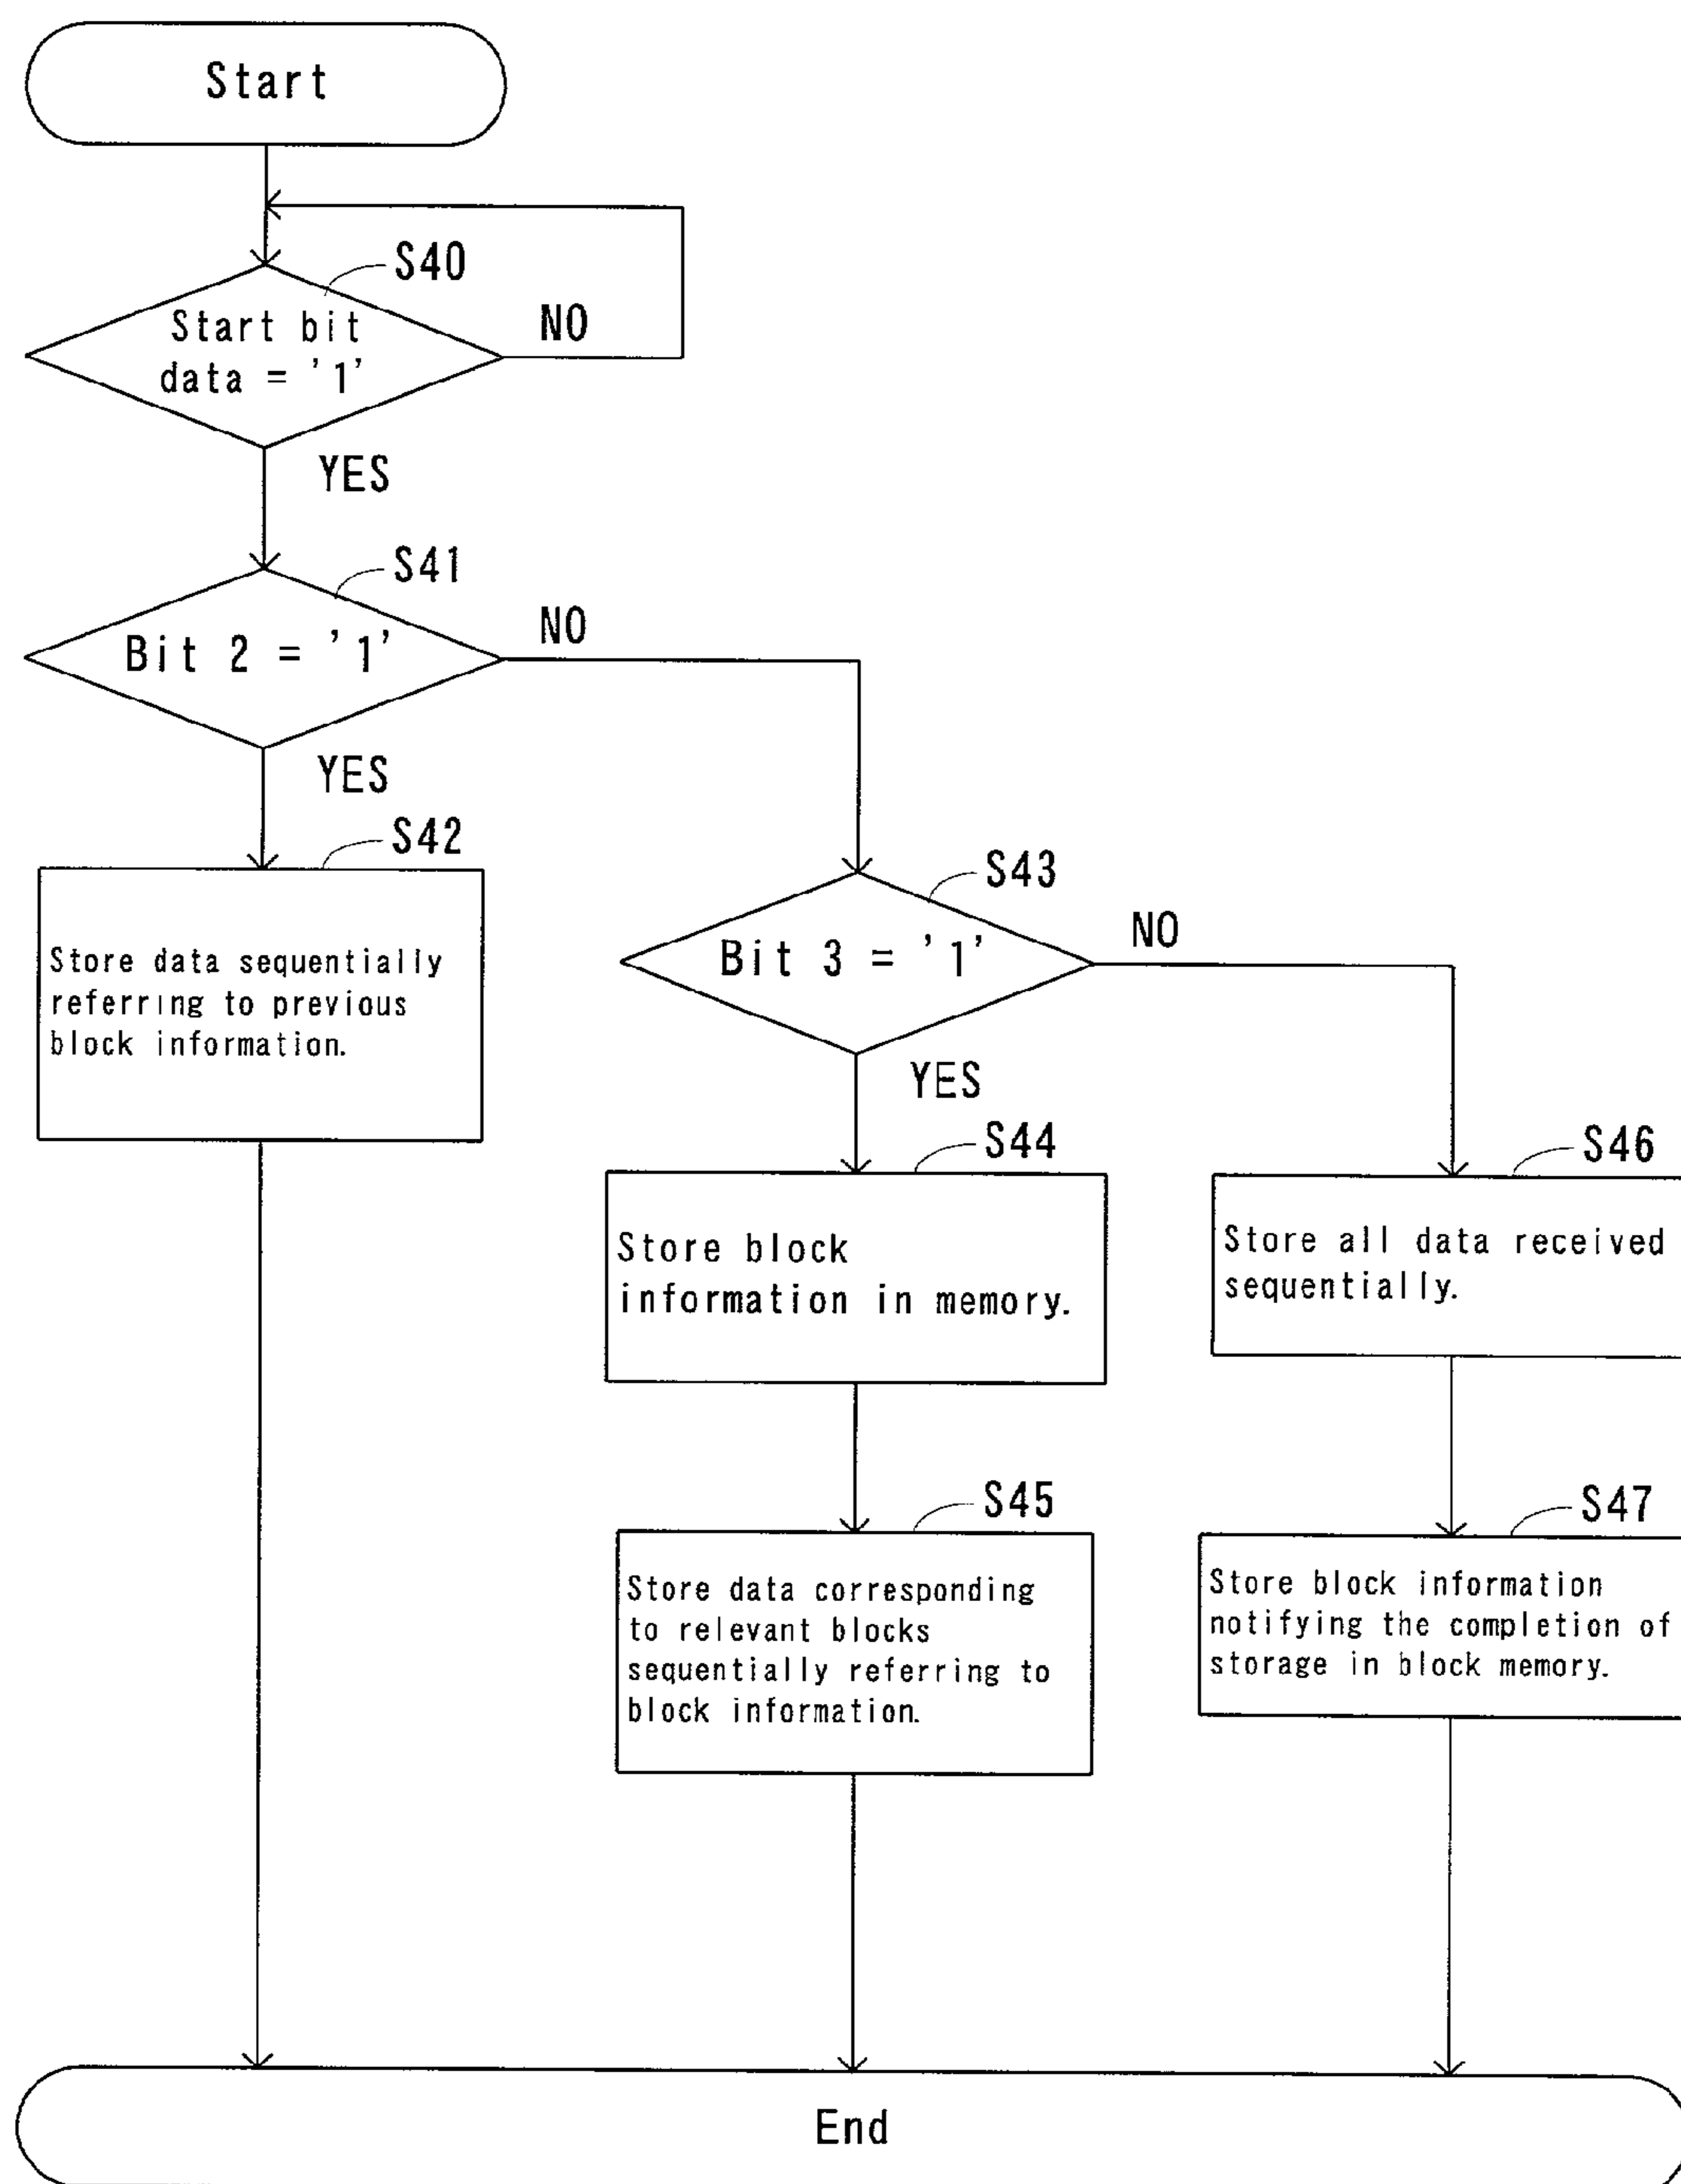 Start
S40
Start bit
data = '1'
NO
YES
S41
Bit 2 = '1'
NO
YES
S42
Store data sequentially
referring to previous
block information.
S43
Bit 3 = '1'
NO
YES
S44
Store block
information in memory.
S46
Store all data received
sequentially.
S45
Store data corresponding
to relevant blocks
sequentially referring to
block information.
S47
Store block information
notifying the completion of
storage in block memory.
End